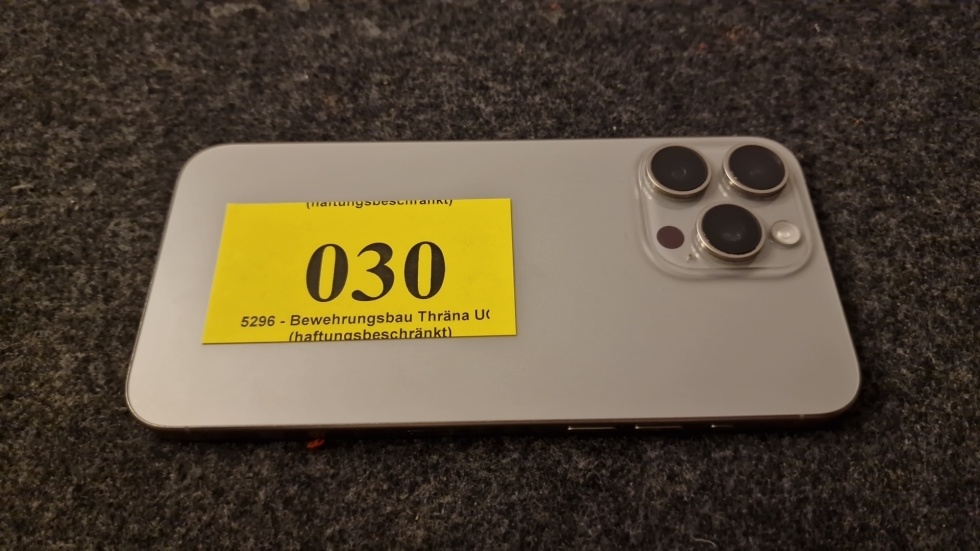 (haftungsbeschränkt)
030
5296 - Bewehrungsbau Thräna U
(haftungsbeschränkt)